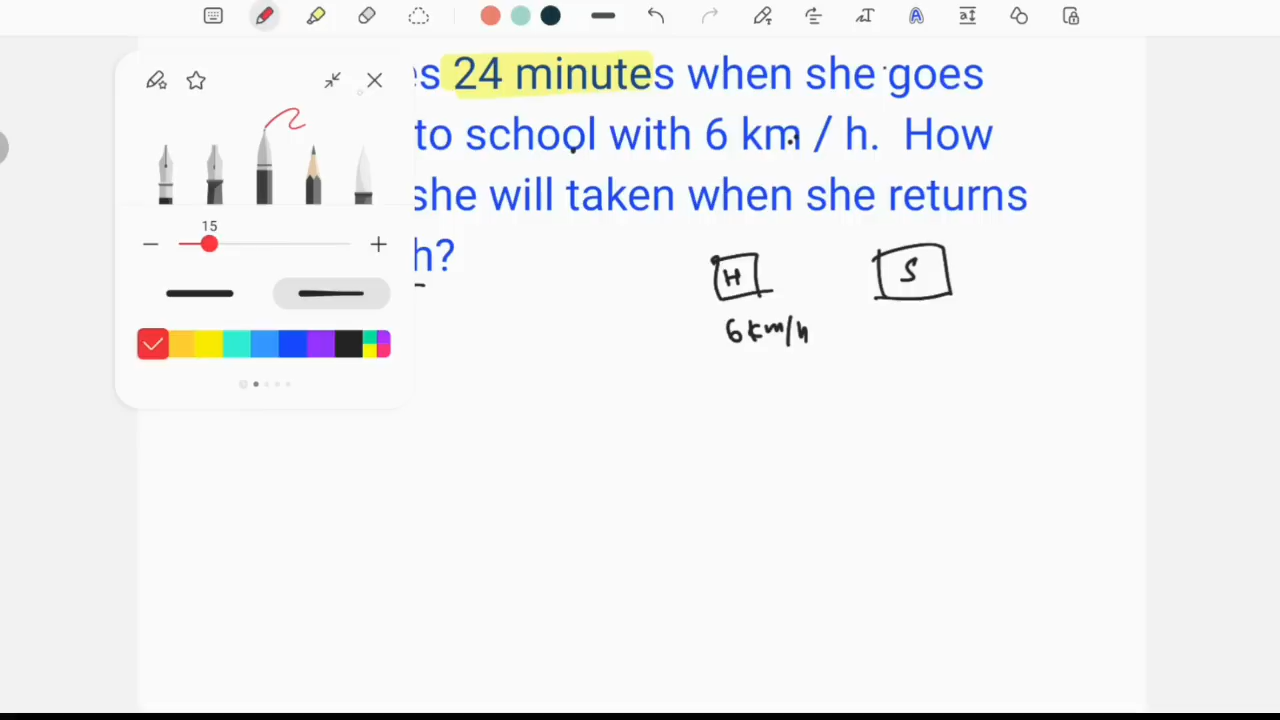 24 minutes when she goes
to school with 6 km / h. How
she will taken when she returns
h?
H
S
6km/h
15